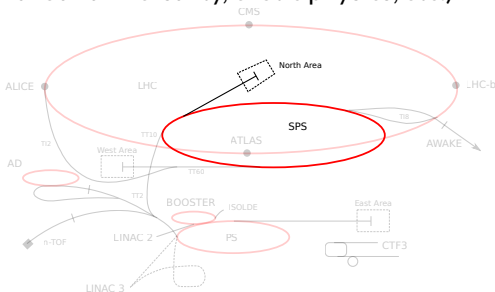 physics,
CMS
North Area
ALICE
LHC
LHC-b
TI8
SPS
TT10
ATLAS
AWAKE
TI2
West Area
AD
TT60
TT2
BOOSTER
ISOLDE
East Area
n-TOF
LINAC 2
PS
CTF3
LINAC 3